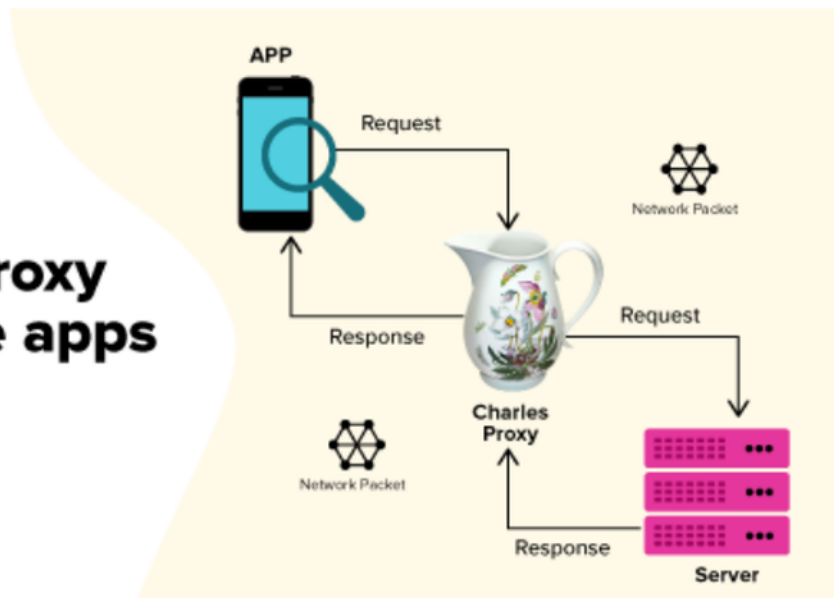 APP
Request
Network Packet
roxy
e apps
Response
Request
Charles
Proxy
Network Packet
Response
Server